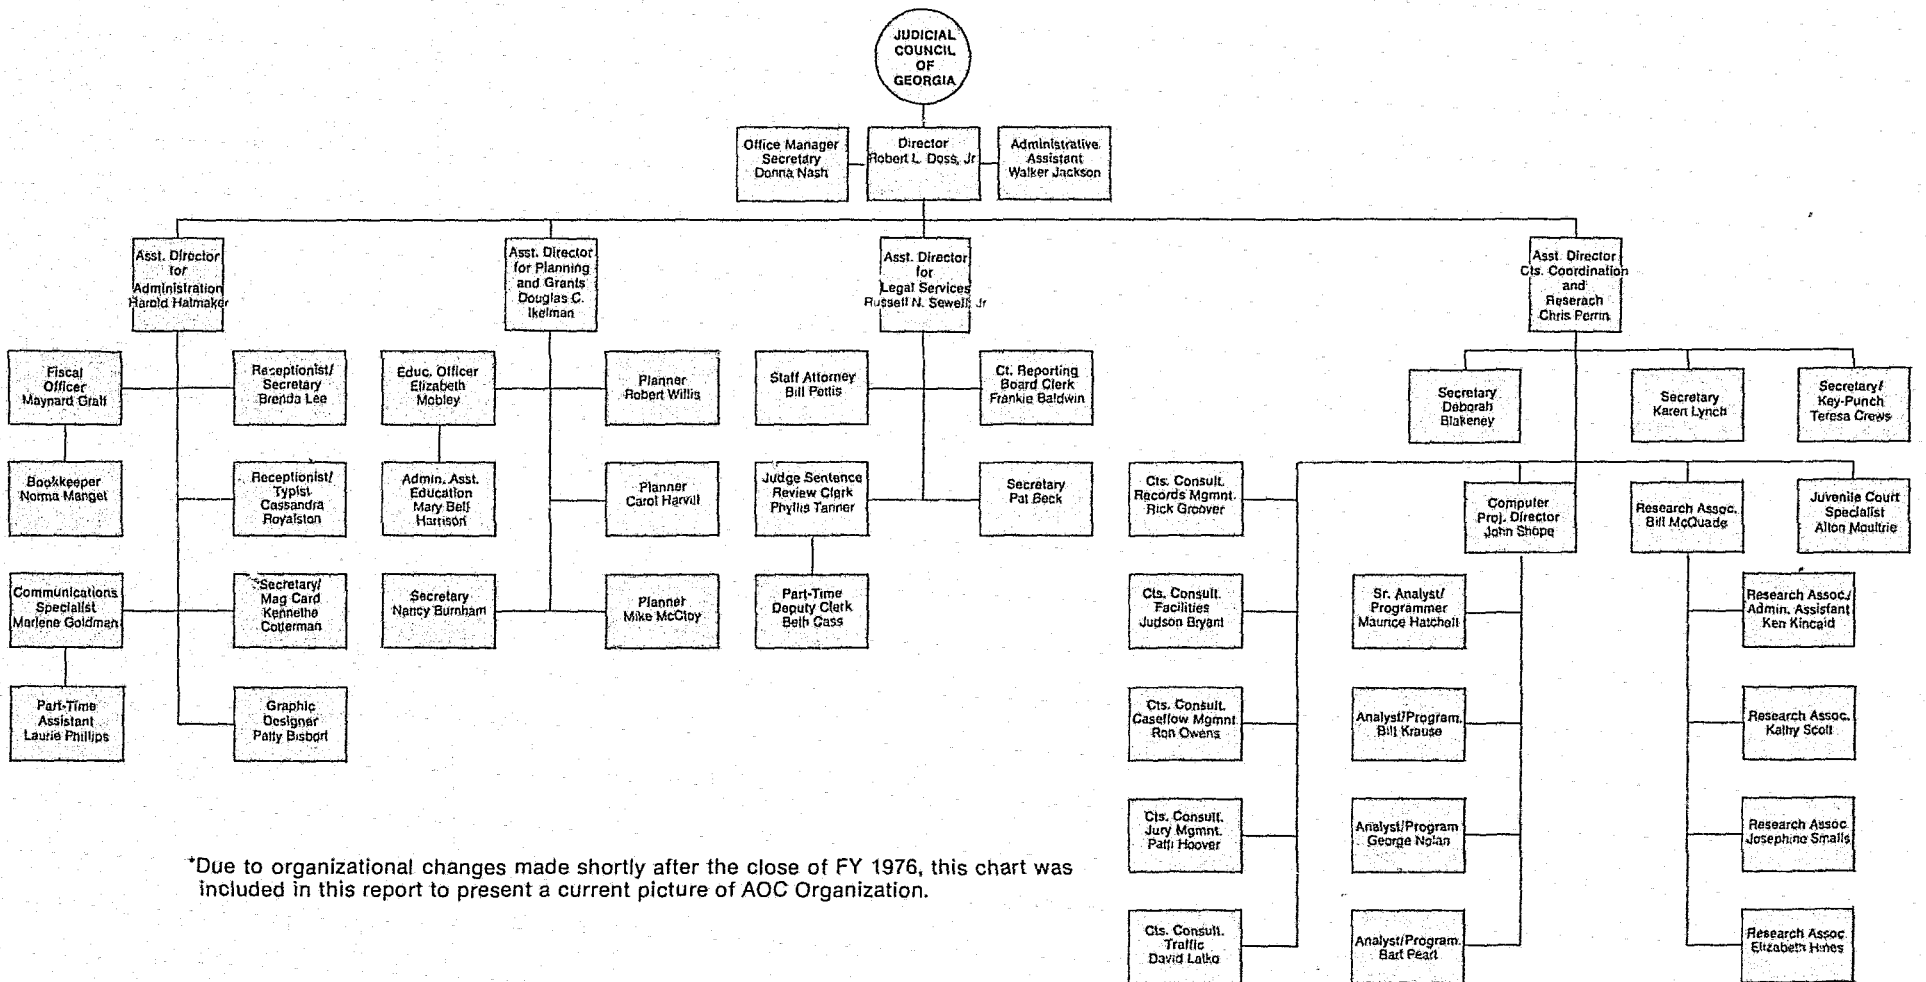 JUDICIAL
COUNCIL
OF
GEORGIA
Office Manager
Secretary
Donna Nash
Director
Robert L. Doss, Jr
Administrative
Assistant
Walker Jackson
Asst. Director
for
Administration
Harold Hatmaker
Asst. Director
for Planning
and Grants
Douglas C.
Ikelman
Asst. Director
for
Legal Services
Russell N. Sewell Jr
Asst. Director
Cts. Coordination
and
Reserach
Chris Perrin
Fiscal
Officer
Maynard
Receptionist/
Secretary
Brenda Lee
Educ. Officer
Elizabeth
Mobley
Planner
Robert Willis
Staff Attorney
Bill Pettis
Ct. Reporting
Board Clerk
Frankie Baldwin
Secretary
Deborah
Blakeney
Secretary
Karen Lynch
Secretary/
Key-Punch
Teresa Crews
Bookkeeper
Norma Manget
Receptionist/
Typist
Cassandra
Royalston
Admin. Asst.
Education
Mary Bell
Harrison
Planner
Carol Harvill
Judge Sentence
Review Clerk
Phyllis Tanner
Secretary
Pat Beck
Cts. Consult.
Records Mgmnt.
Rick Groover
Computer
Proj. Director
John Shope
Research Assoc.
Bill McQuade
Juvenile Court
Specialist
Alton Moultrie
Communications
Specialist
Marlene Goldman
Secretary/
Mag Card
Kennethe
Cotterman
Secretary
Nancy Burnham
Planner
Mike McCloy
Part-Time
Deputy Clerk
Beth Cass
Cts. Consult.
Facilities
Judson Bryant
Sr. Analyst/
Programmer
Maurice Hatchell
Research Assoc./
Admin. Assistant
Ken Kincaid
Part-Time
Assistant
Laurie Phillips
Graphic
Designer
Patty Bisbort
Cts. Consult.
Caseflow Mgmnt
Ron Owens
Analyst/Program.
Bill Krause
Research Assoc.
Kathy Scott
Cts. Consult.
Jury Mgmnt.
Patti Hoover
Analyst/Program
George Nolan
Research Assoc
Josephine Smalls
*Due to organizational changes made shortly after the close of FY 1976, this chart was
included in this report to present a current picture of AOC Organization.
Cts. Consult.
Traffic
David
Analyst/Program.
Bart Pearl
Research Assoc.
Elizabeth Hines